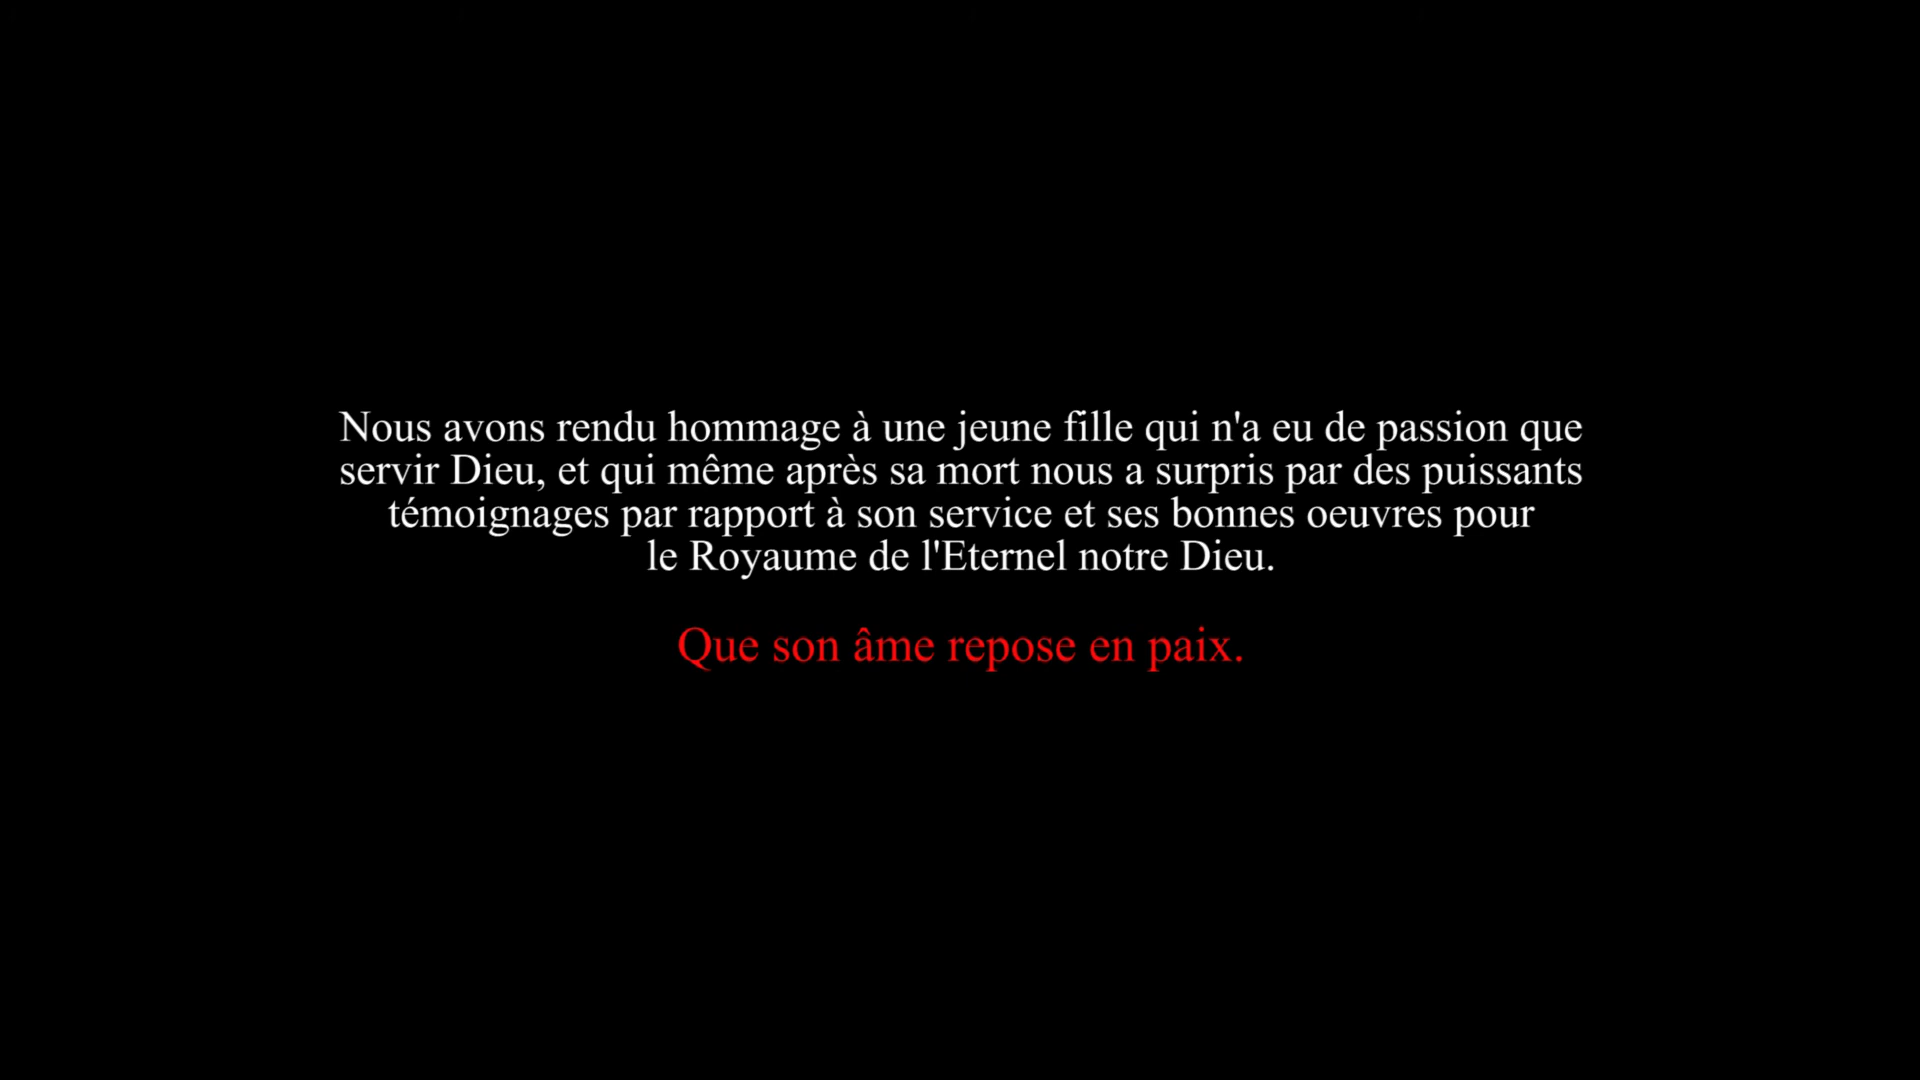 Nous avons rendu hommage à une jeune fille qui n'a eu de passion que
servir Dieu, et qui même après sa mort nous a surpris par des puissants
témoignages par rapport à son service et ses bonnes oeuvres pour
le Royaume de l'Eternel notre Dieu.
Que son âme repose en paix.